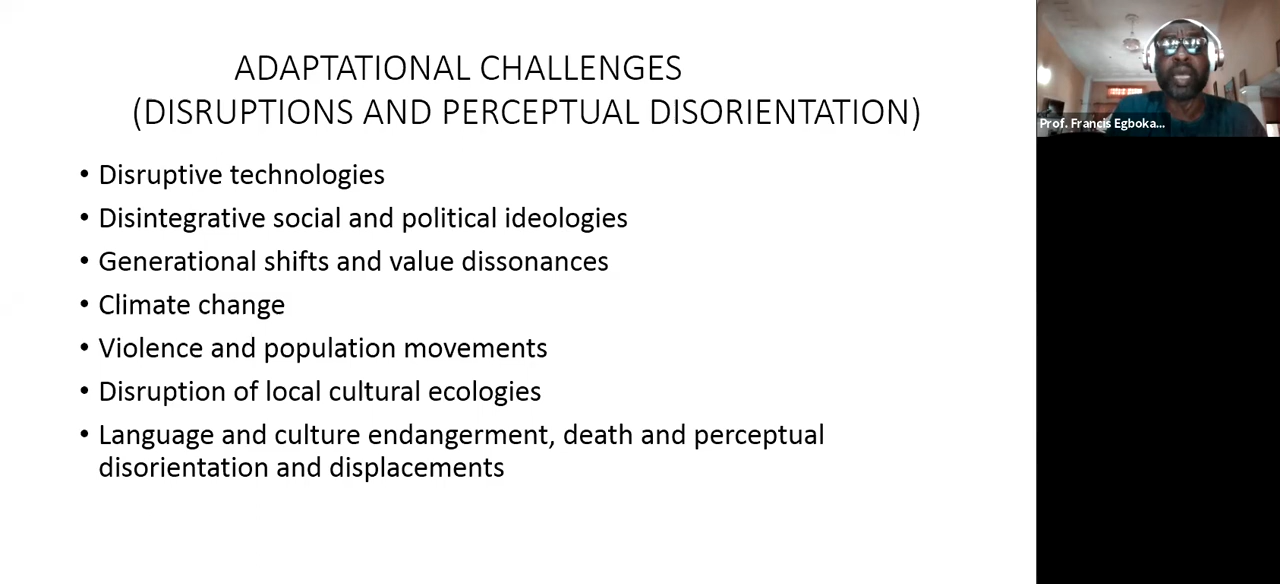 ADAPTATIONAL CHALLENGES
(DISRUPTIONS AND PERCEPTUAL DISORIENTATION)
• Disruptive technologies
• Disintegrative social and political ideologies
• Generational shifts and value dissonances
• Climate change
• Violence and population movements
• Disruption of local cultural ecologies
• Language and culture endangerment, death and perceptual
disorientation and displacements
Prof. Francis Egboka...